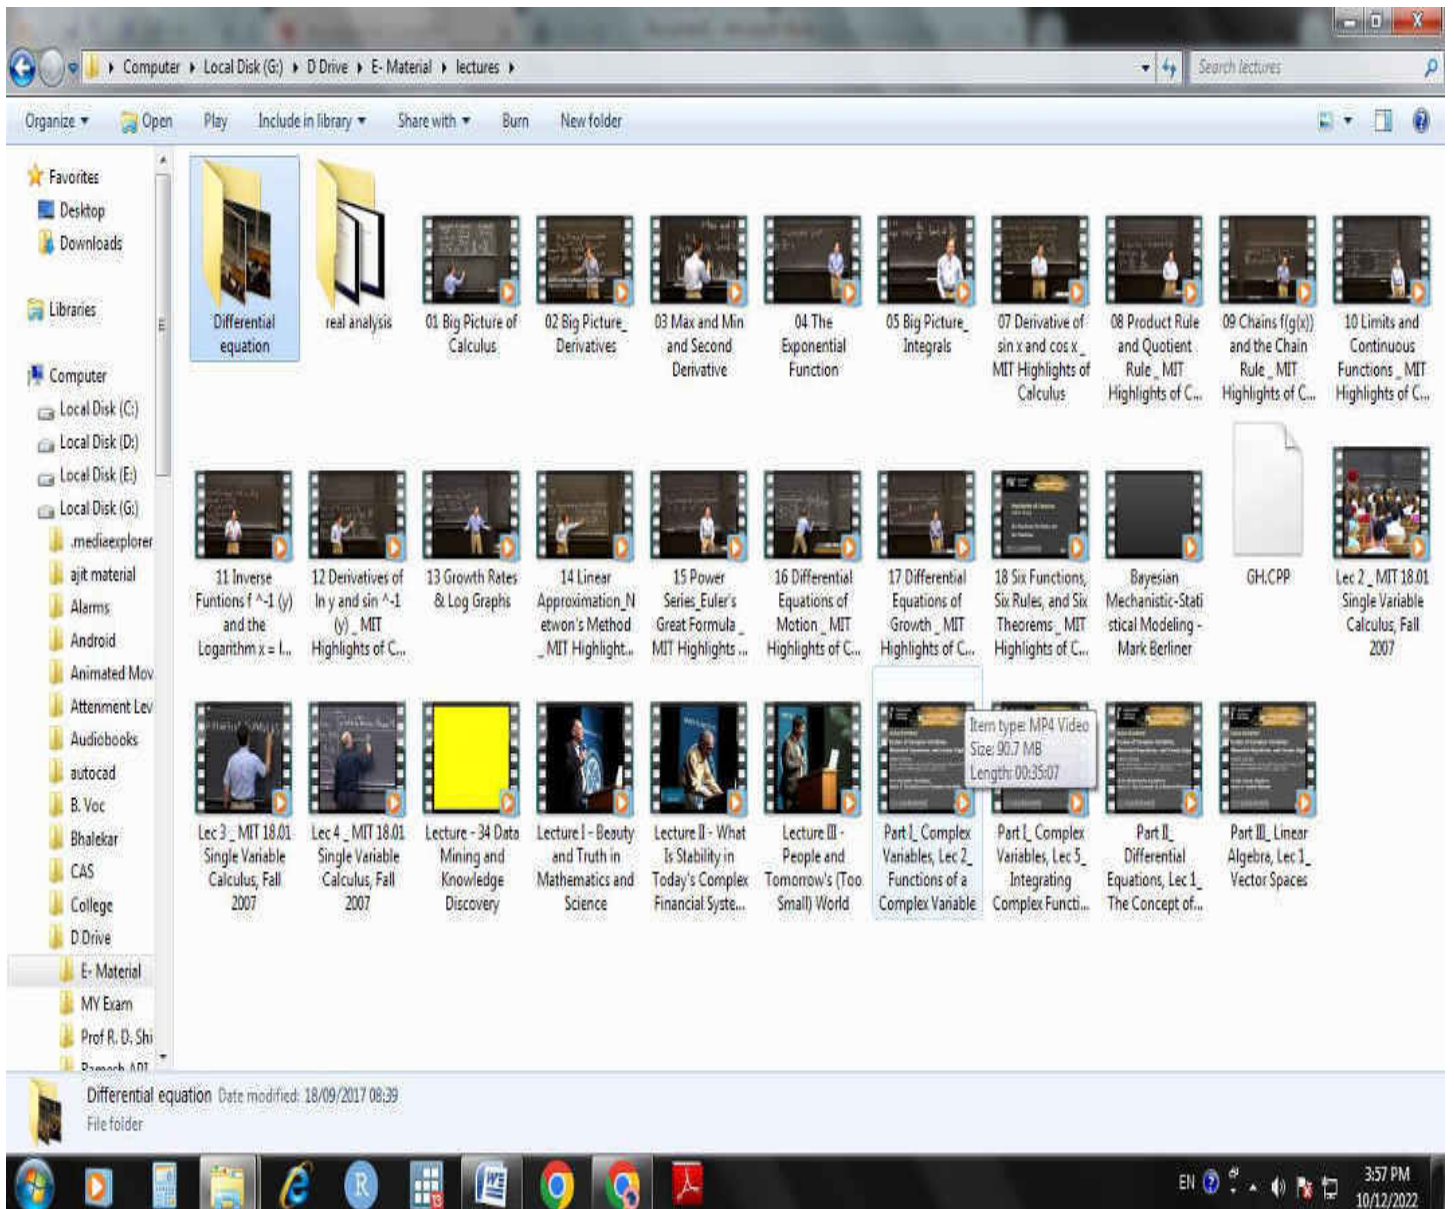 Computer ▸ Local Disk (G:) ▸ D Drive ▸ E- Material ▸ lectures ▸
Search lectures
Organize Open Play Include in library Share with Burn New folder
Favorites
Desktop
Downloads
Libraries
Computer
Local Disk (C:)
Local Disk (D:)
Local Disk (E:)
Local Disk (G:)
.mediaexplorer
ajit material
Alarms
Android
Animated Mov
Attenment Lev
Audiobooks
autocad
B. Voc
Bhalekar
CAS
College
D Drive
E- Material
MY Exam
Prof R. D. Shi
Differential
equation
real analysis
01 Big Picture of
Calculus
02 Big Picture_
Derivatives
03 Max and Min
and Second
Derivative
04 The
Exponential
Function
05 Big Picture_
Integrals
07 Derivative of
sin x and cos x _
MIT Highlights of
Calculus
08 Product Rule
and Quotient
Rule _ MIT
Highlights of C...
09 Chains f(g(x))
and the Chain
Rule _ MIT
Highlights of C...
10 Limits and
Continuous
Functions _ MIT
Highlights of C...
11 Inverse
Funtions f ^-1 (y)
and the
Logarithm x = l...
12 Derivatives of
ln y and sin ^-1
(y) _ MIT
Highlights of C...
13 Growth Rates
& Log Graphs
14 Linear
Approximation_N
etwon's Method
_ MIT Highlight...
15 Power
Series_Euler's
Great Formula _
MIT Highlights ...
16 Differential
Equations of
Motion _ MIT
Highlights of C...
17 Differential
Equations of
Growth _ MIT
Highlights of C...
18 Six Functions,
Six Rules, and Six
Theorems _ MIT
Highlights of C...
Bayesian
Mechanistic-Stati
stical Modeling -
Mark Berliner
GH.CPP
Lec 2 _ MIT 18.01
Single Variable
Calculus, Fall
2007
Lec 3 _ MIT 18.01
Single Variable
Calculus, Fall
2007
Lec 4 _ MIT 18.01
Single Variable
Calculus, Fall
2007
Lecture - 34 Data
Mining and
Knowledge
Discovery
Lecture I - Beauty
and Truth in
Mathematics and
Science
Lecture II - What
Is Stability in
Today's Complex
Financial Syste...
Lecture III -
People and
Tomorrow's (Too
Small) World
Part I_ Complex
Variables, Lec 2_
Functions of a
Complex Variable
Item type: MP4 Video
Size: 90.7 MB
Length: 00:35:07
Part I_ Complex
Variables, Lec 5_
Integrating
Complex Functi...
Part II_
Differential
Equations, Lec 1_
The Concept of...
Part III_ Linear
Algebra, Lec 1_
Vector Spaces
Differential equation Date modified: 18/09/2017 08:39
File folder
EN
3:57 PM
10/12/2022